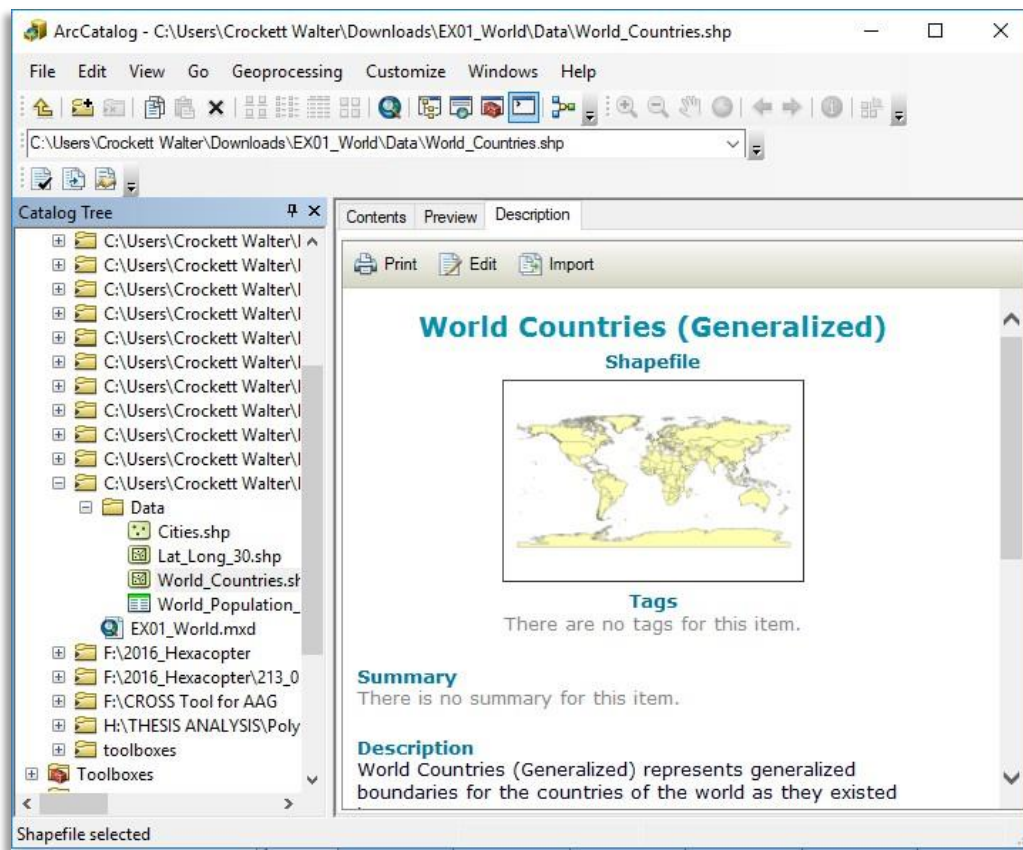 ArcCatalog - C:\Users\Crockett Walter\Downloads\EX01_World\Data\World_Countries.shp
File Edit View Go Geoprocessing Customize Windows Help
C:\Users\Crockett Walter\Downloads\EX01_World\Data\World_Countries.shp
Catalog Tree
C:\Users\Crockett Walter\
C:\Users\Crockett Walter\
C:\Users\Crockett Walter\
C:\Users\Crockett Walter\
C:\Users\Crockett Walter\
C:\Users\Crockett Walter\
C:\Users\Crockett Walter\
C:\Users\Crockett Walter\
C:\Users\Crockett Walter\
C:\Users\Crockett Walter\
C:\Users\Crockett Walter\
Data
Cities.shp
Lat_Long_30.shp
World_Countries.sh
World_Population_
EX01_World.mxd
F:\2016_Hexacopter
F:\2016_Hexacopter\213_0
F:\CROSS Tool for AAG
H:\THESIS ANALYSIS\Poly
toolboxes
Toolboxes
Contents Preview Description
Print Edit Import
World Countries (Generalized)
Shapefile
Tags
There are no tags for this item.
Summary
There is no summary for this item.
Description
World Countries (Generalized) represents generalized
boundaries for the countries of the world as they existed
Shapefile selected